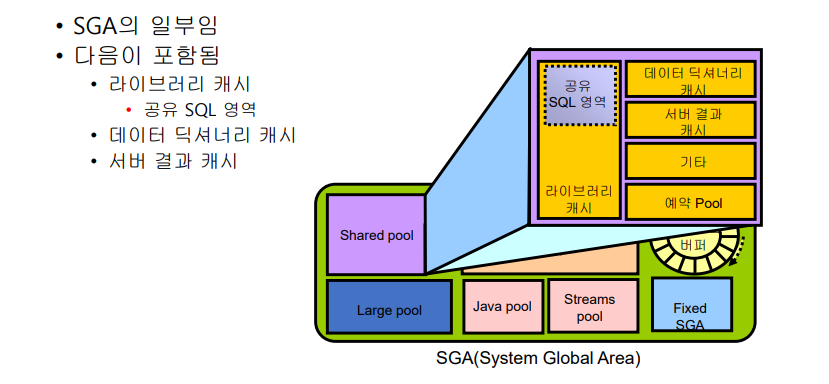 • SGA의 일부임
• 다음이 포함됨
• 라이브러리 캐시
• 공유 SQL 영역
• 데이터 딕셔너리 캐시
• 서버 결과 캐시
공유
SQL 영역
라이브러리
캐시
데이터 딕셔너리
캐시
서버 결과
캐시
기타
예약 Pool
Shared pool
버퍼
Large pool
Java pool
Streams
pool
Fixed
SGA
SGA(System Global Area)